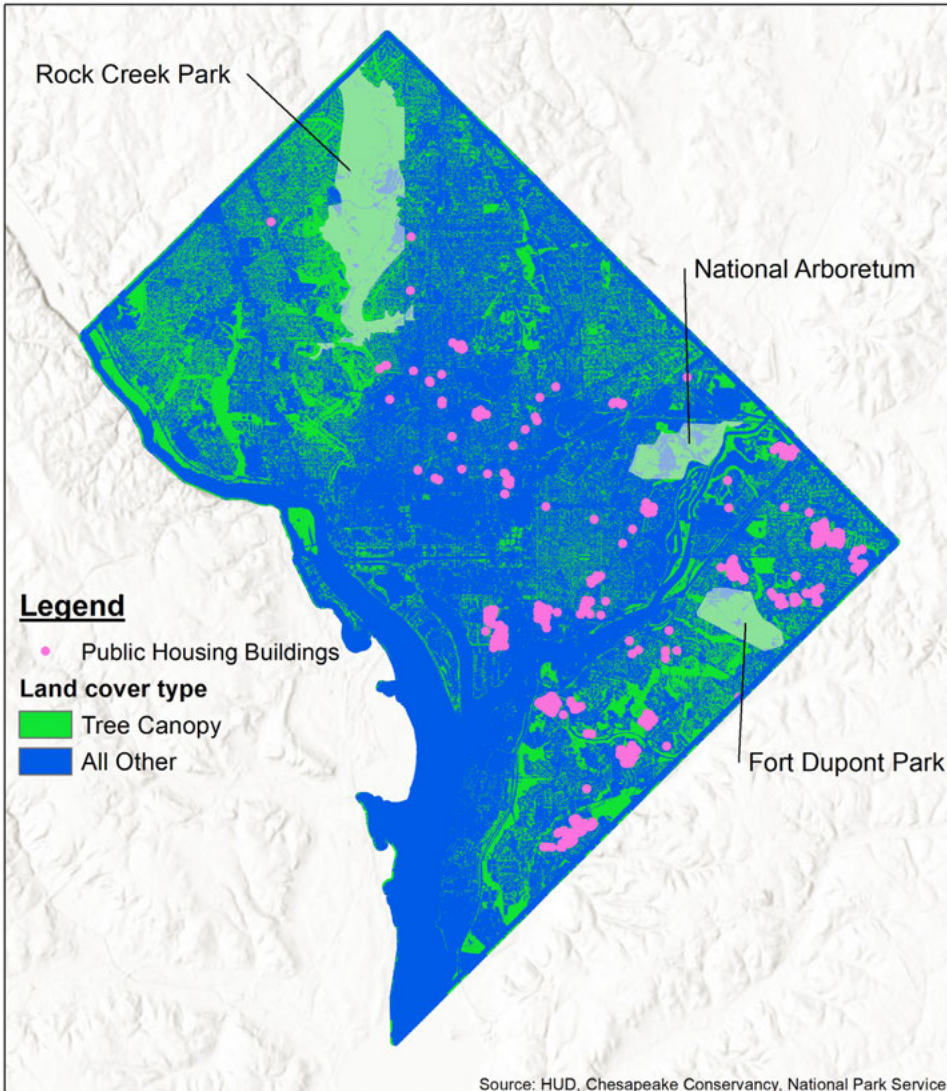 Rock Creek Park
National Arboretum
Legend
Public Housing Buildings
Land cover type
Tree Canopy
All Other
Fort Dupont Park
Source: HUD, Chesapeake Conservancy, National Park Service